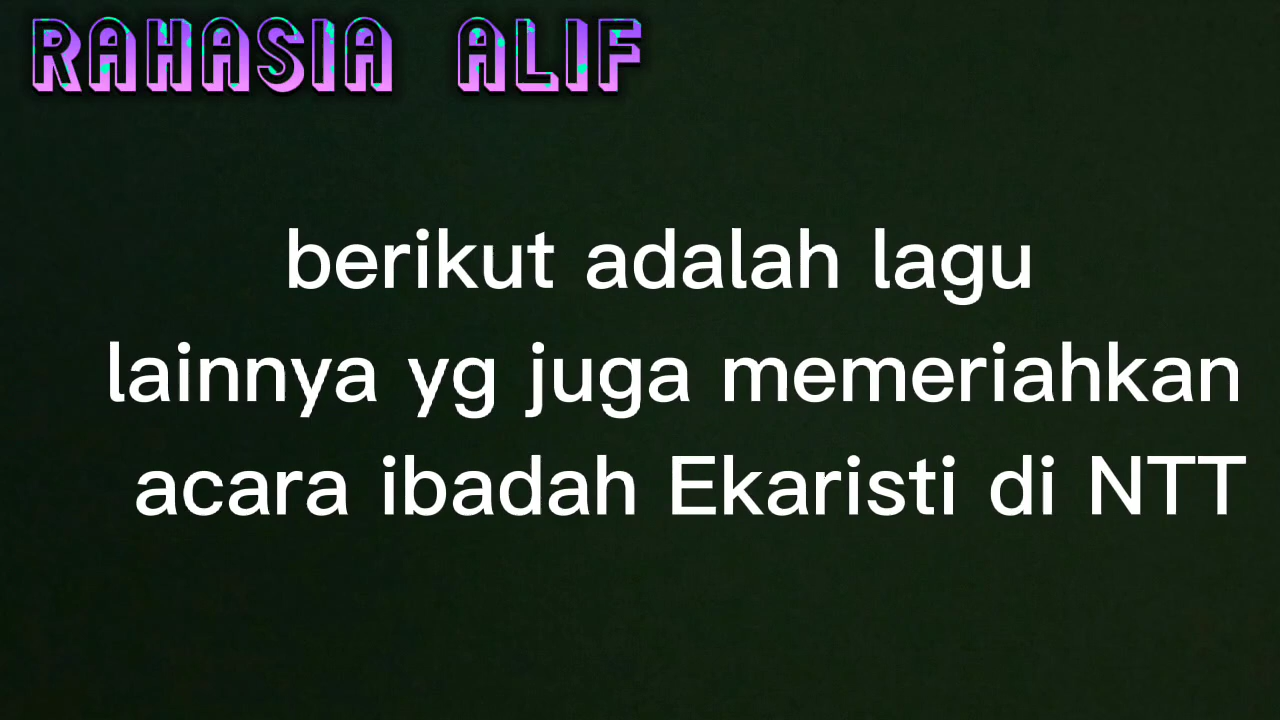 RAHASIA ALIF
berikut adalah lagu
lainnya yg juga memeriahkan
acara ibadah Ekaristi di NTT